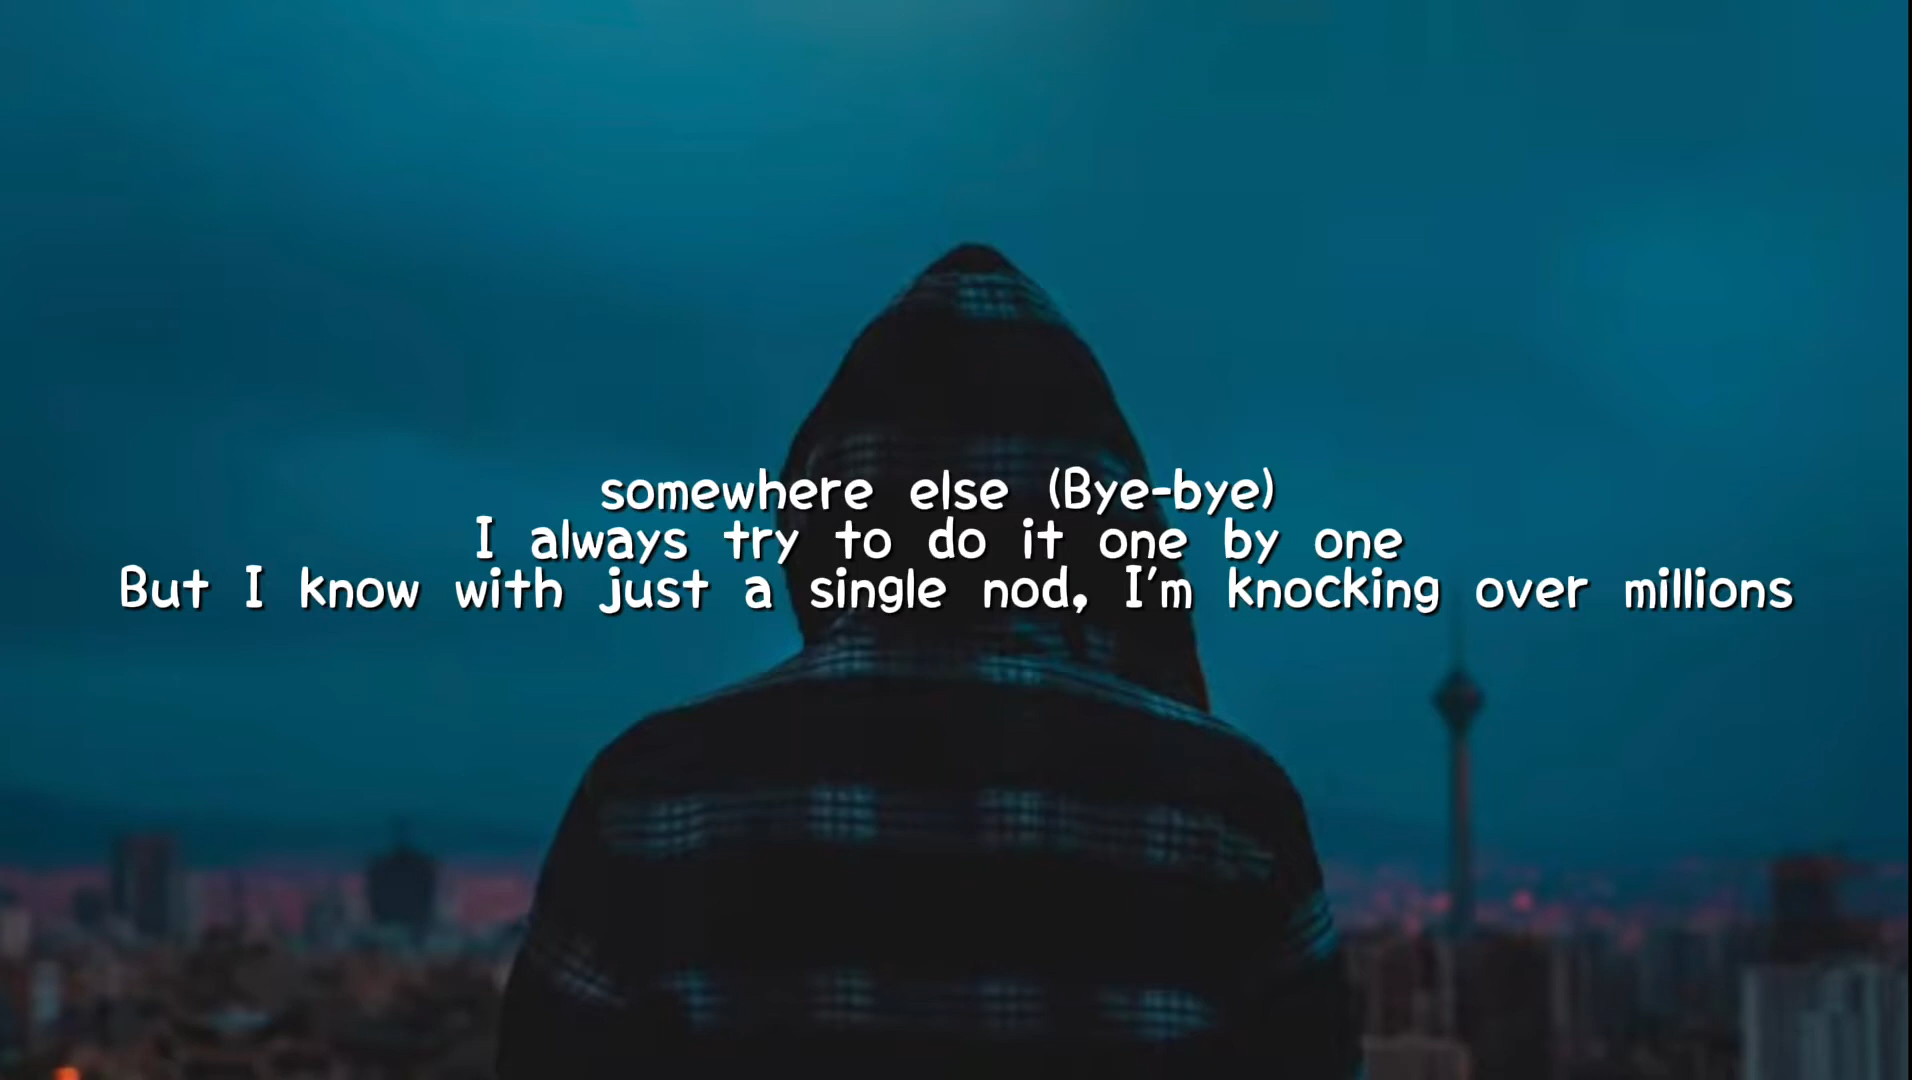 somewhere else (Bye-bye)
I always try to do it one by one
But I know with just a single nod, I'm knocking over millions